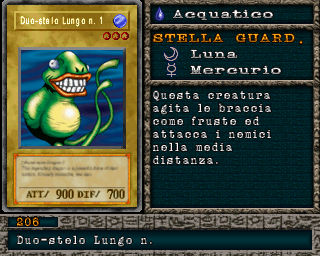 Duo-stelo Lungo n. 1
ATT/ 900 DIF/ 700
Acquatico
STELLA GUARD.
Luna
Mercurio
Questa creatura
agita le braccia
come fruste ed
attacca i nemici
nella media
distanza.
206
Duo-stelo Lungo n.